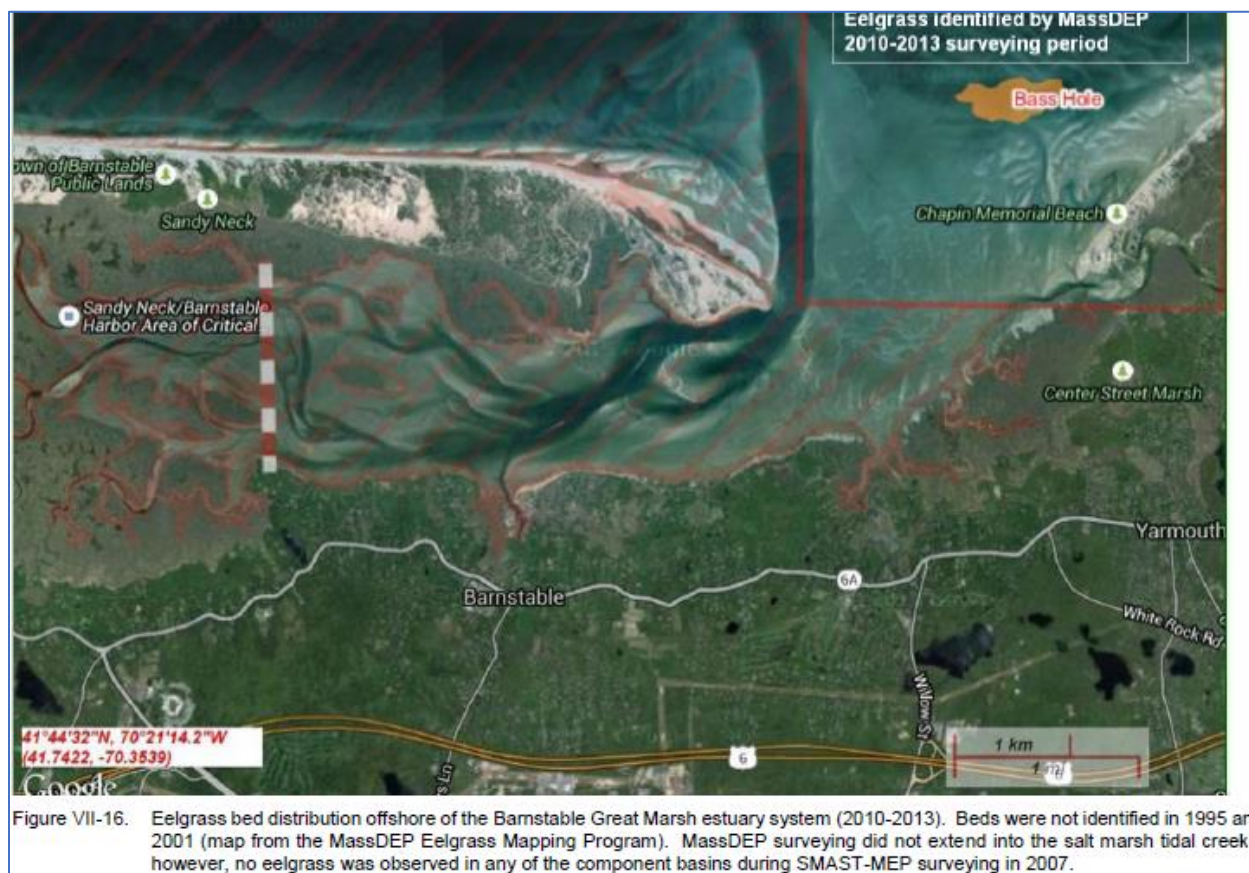 Eelgrass identified by MassDEP
2010-2013 surveying period
Bass Hole
own of Barnstable
Public Lands
Sandy Neck
Chapin Memorial Beach
Sandy Neck/Barnstable
Harbor Area of Critical
Center Street Marsh
Yarmouth
6A
Barnstable
White Rock Rd
Willow St
41°44'32"N, 70°21'14.2"W
(41.7422, -70.3539)
1 km
6
1 m
6
rs Ln
Google
Figure VII-16. Eelgrass bed distribution offshore of the Barnstable Great Marsh estuary system (2010-2013). Beds were not identified in 1995 an
2001 (map from the MassDEP Eelgrass Mapping Program). MassDEP surveying did not extend into the salt marsh tidal creek
however, no eelgrass was observed in any of the component basins during SMAST-MEP surveying in 2007.